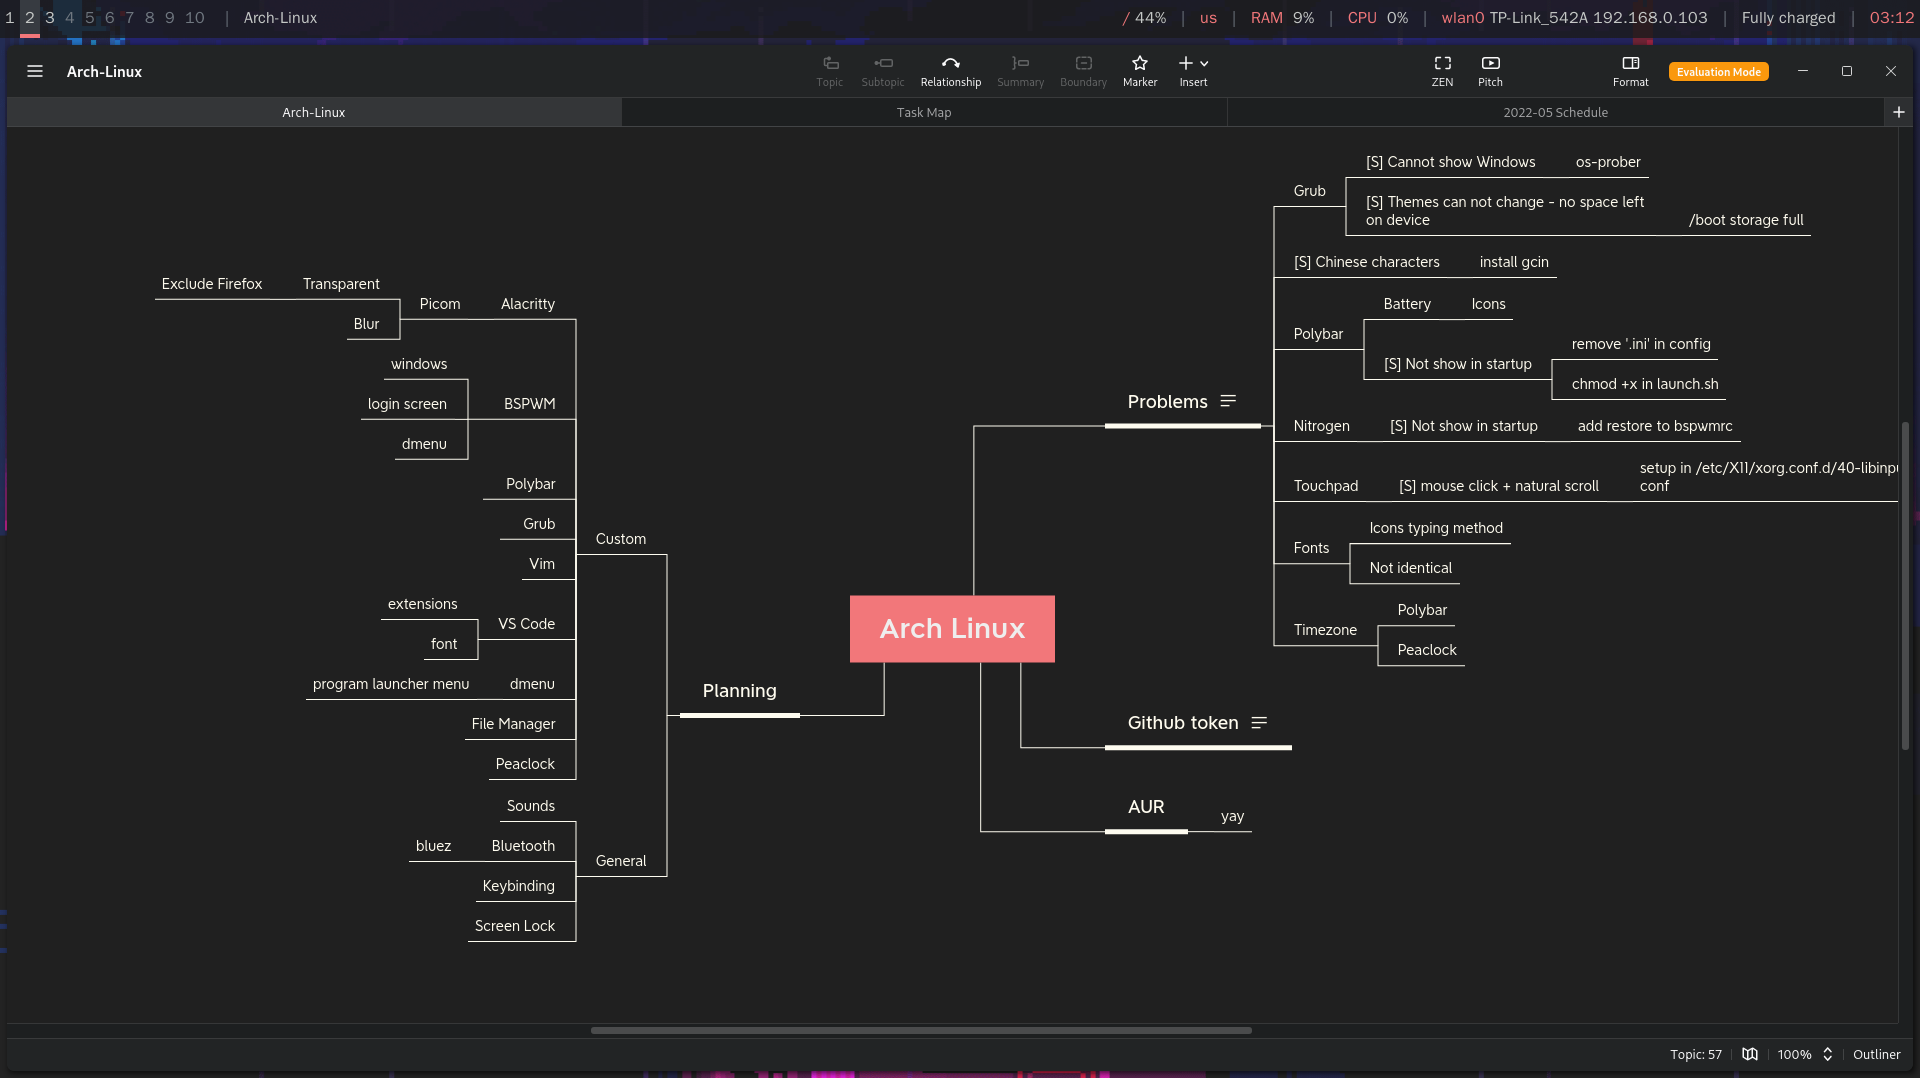 1 2 3 4 5 6 7 8 9 10 | Arch-Linux
/ 44% | us | RAM 9% | CPU 0% | wlan0 TP-Link_542A 192.168.0.103 | Fully charged | 03:12
Arch-Linux
Topic
Subtopic
Relationship
Summary
Boundary
Marker
Insert
ZEN
Pitch
Format
Evaluation Mode
Arch-Linux
Task Map
2022-05 Schedule
Arch Linux
Problems
Grub
[S] Cannot show Windows
os-prober
[S] Themes can not change - no space left
on device
/boot storage full
[S] Chinese characters
install gcin
Polybar
Battery
Icons
[S] Not show in startup
remove '.ini' in config
chmod +x in launch.sh
Nitrogen
[S] Not show in startup
add restore to bspwmrc
Touchpad
[S] mouse click + natural scroll
setup in /etc/X11/xorg.conf.d/40-libinpu
conf
Fonts
Icons typing method
Not identical
Timezone
Polybar
Peaclock
Github token
AUR
yay
Planning
Custom
Alacritty
Picom
Transparent
Exclude Firefox
Blur
BSPWM
windows
login screen
dmenu
Polybar
Grub
Vim
VS Code
extensions
font
dmenu
program launcher menu
File Manager
Peaclock
General
Sounds
Bluetooth
bluez
Keybinding
Screen Lock
Topic: 57
100%
Outliner